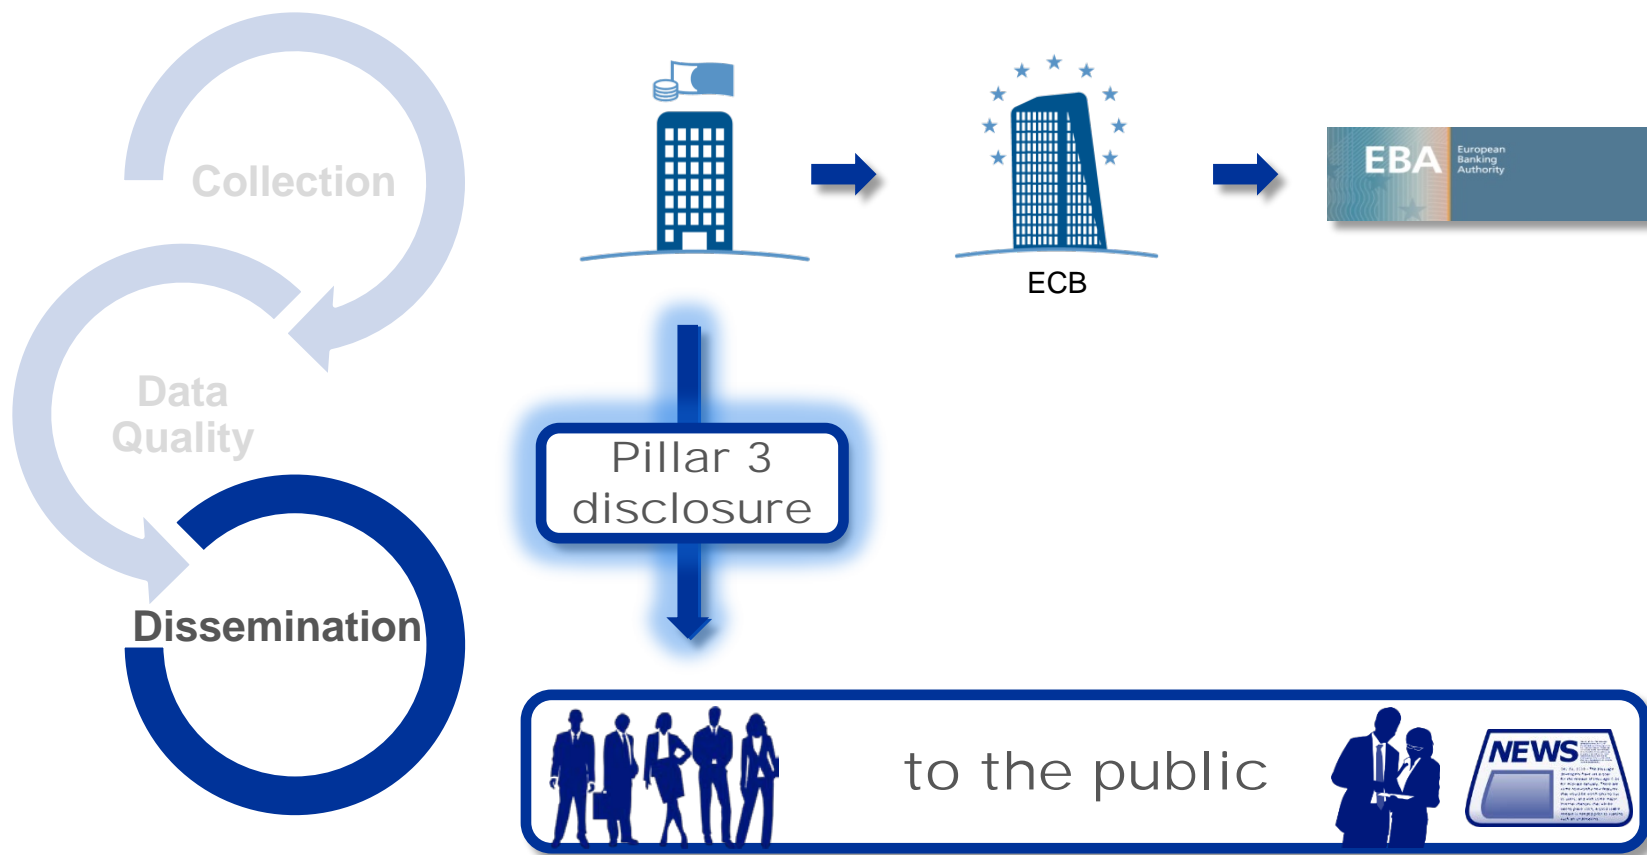 Collection
Data
Quality
Dissemination
ECB
EBA
European
Banking
Authority
Pillar 3
disclosure
to the public
NEWS